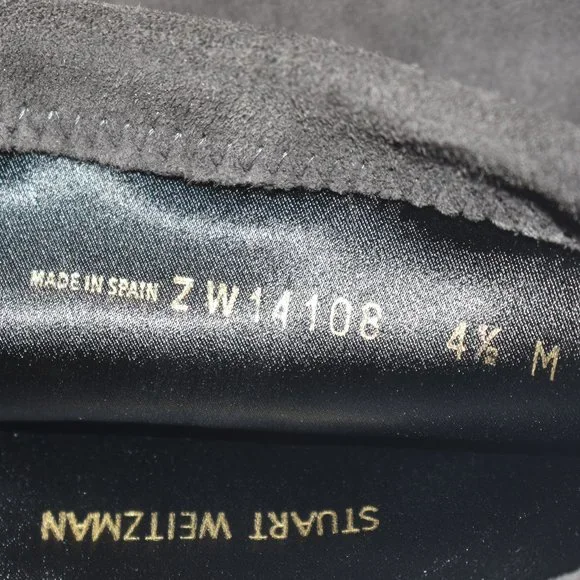 MADE IN SPAIN ZW14108 4½ M
STUART WEITZMAN